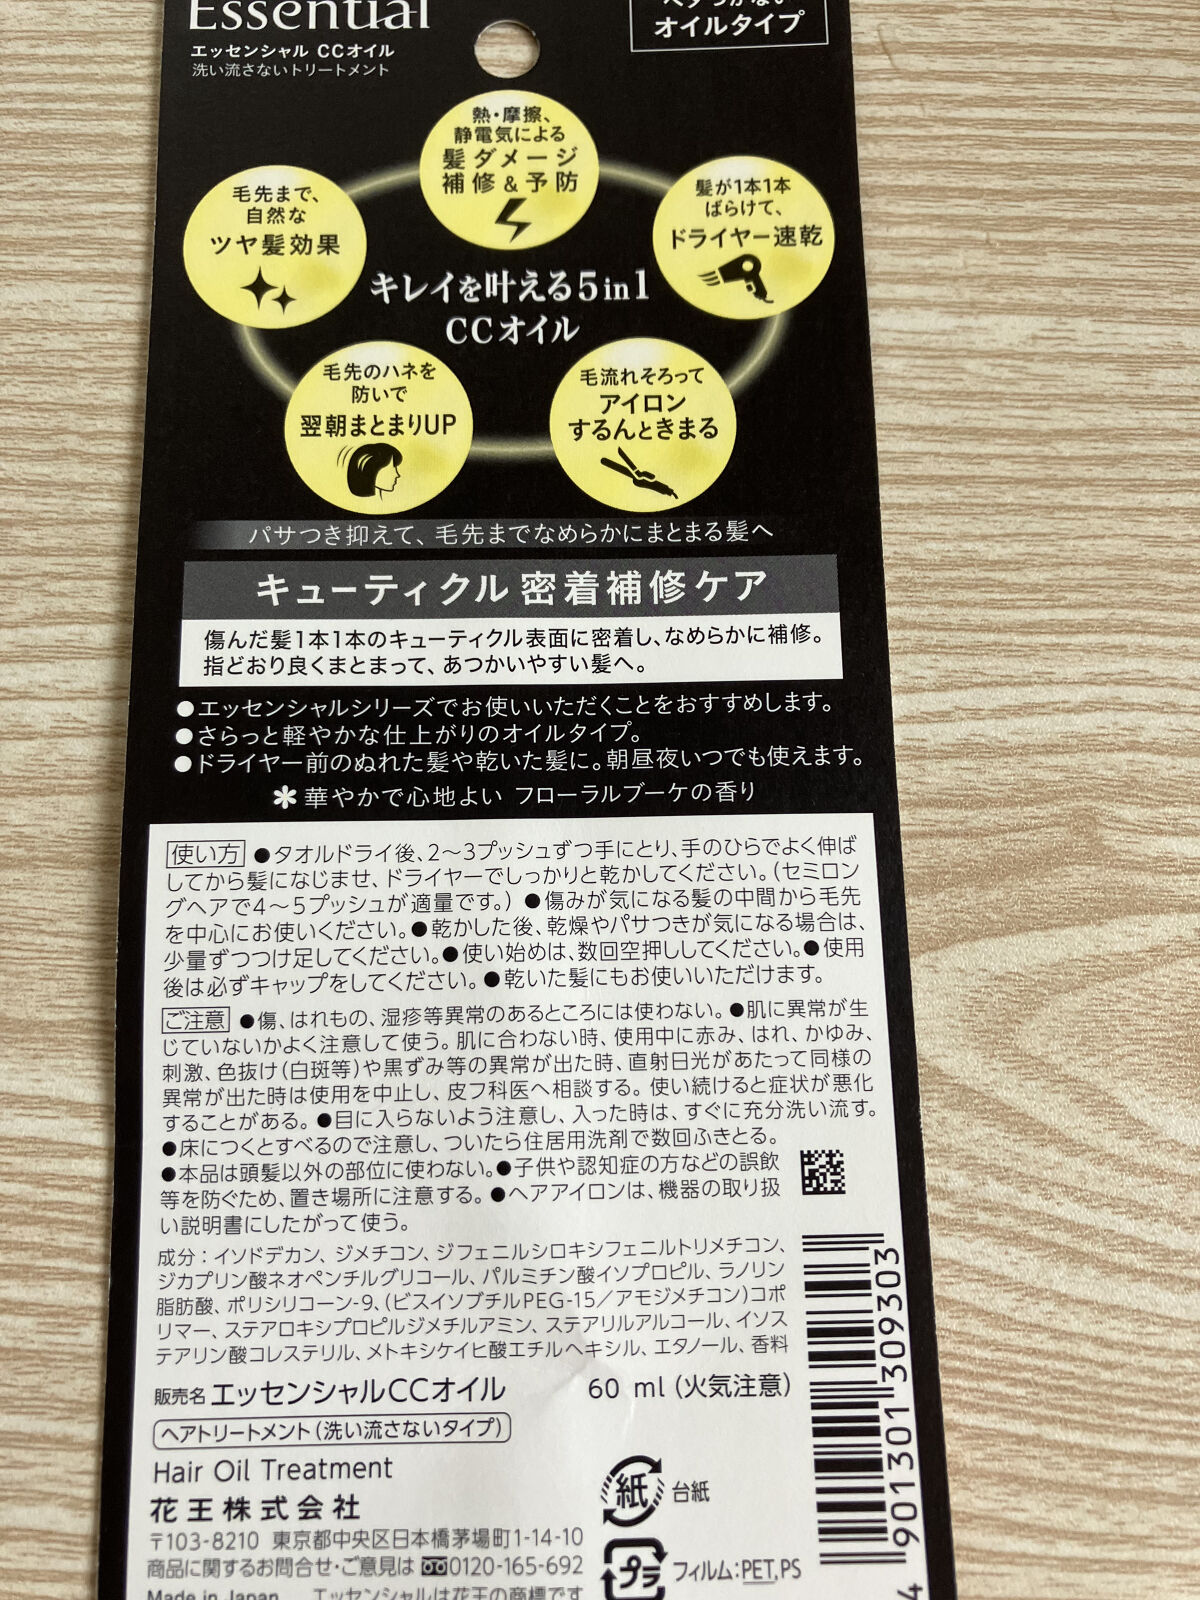 Essential
エッセンシャル CCオイル
洗い流さないトリートメント
ベタつかない
オイルタイプ
熱・摩擦、
静電気による
髪ダメージ
補修&予防
毛先まで、
自然な
ツヤ髪効果
髪が1本1本
ばらけて、
ドライヤー速乾
キレイを叶える5in1
CCオイル
毛先のハネを
防いで
翌朝まとまりUP
毛流れそろって
アイロン
するんときまる
パサつき抑えて、毛先までなめらかにまとまる髪へ
キューティクル 密着補修ケア
傷んだ髪1本1本のキューティクル表面に密着し、なめらかに補修。
指どおり良くまとまって、あつかいやすい髪へ。
●エッセンシャルシリーズでお使いいただくことをおすすめします。
●さらっと軽やかな仕上がりのオイルタイプ。
●ドライヤー前のぬれた髪や乾いた髪に。朝昼夜いつでも使えます。
✻華やかで心地よい フローラルブーケの香り
使い方 ●タオルドライ後、2〜3プッシュずつ手にとり、手のひらでよく伸ば
してから髪になじませ、ドライヤーでしっかりと乾かしてください。(セミロン
グヘアで4〜5プッシュが適量です。) ●傷みが気になる髪の中間から毛先
を中心にお使いください。●乾かした後、乾燥やパサつきが気になる場合は、
少量ずつつけ足してください。●使い始めは、数回空押ししてください。●使用
後は必ずキャップをしてください。●乾いた髪にもお使いいただけます。
ご注意 ●傷、はれもの、湿疹等異常のあるところには使わない。●肌に異常が生
じていないかよく注意して使う。肌に合わない時、使用中に赤み、はれ、かゆみ、
刺激、色抜け(白斑等)や黒ずみ等の異常が出た時、直射日光があたって同様の
異常が出た時は使用を中止し、皮フ科医へ相談する。使い続けると症状が悪化
することがある。●目に入らないよう注意し、入った時は、すぐに充分洗い流す。
●床につくとすべるので注意し、ついたら住居用洗剤で数回ふきとる。
●本品は頭髪以外の部位に使わない。●子供や認知症の方などの誤飲
等を防ぐため、置き場所に注意する。●ヘアアイロンは、機器の取り扱
い説明書にしたがって使う。
成分：イソドデカン、ジメチコン、ジフェニルシロキシフェニルトリメチコン、
ジカプリン酸ネオペンチルグリコール、パルミチン酸イソプロピル、ラノリン
脂肪酸、ポリシリコーン-9、(ビスイソブチルPEG-15／アモジメチコン)コポ
リマー、ステアロキシプロピルジメチルアミン、ステアリルアルコール、イソス
テアリン酸コレステリル、メトキシケイヒ酸エチルヘキシル、エタノール、香料
販売名 エッセンシャルCCオイル 60 ml (火気注意)
ヘアトリートメント(洗い流さないタイプ)
Hair Oil Treatment
花王株式会社
〒103-8210 東京都中央区日本橋茅場町1-14-10
商品に関するお問合せ・ご意見は 0120-165-692
Made in Japan エッセンシャルは花王の商標です
紙 台紙
プラ フィルム:PET,PS
4 901301 309303